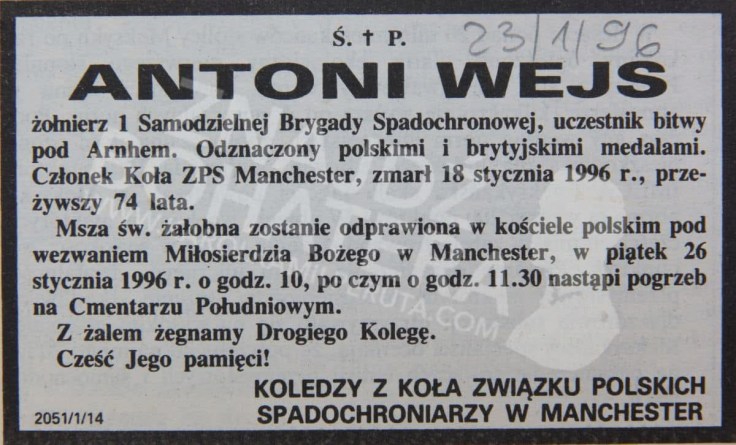 Ś. † P.
23/1/96
ANTONI WEJS
żołnierz 1 Samodzielnej Brygady Spadochronowej, uczestnik bitwy
pod Arnhem. Odznaczony polskimi i brytyjskimi medalami.
Członek Koła ZPS Manchester, zmarł 18 stycznia 1996 r., prze-
żywszy 74 lata.
Msza św. żałobna zostanie odprawiona w kościele polskim pod
wezwaniem Miłosierdzia Bożego w Manchester, w piątek 26
stycznia 1996 r. o godz. 10, po czym o godz. 11.30 nastąpi pogrzeb
na Cmentarzu Południowym.
Z żalem żegnamy Drogiego Kolegę.
Cześć Jego pamięci!
KOLEDZY Z KOŁA ZWIĄZKU POLSKICH
SPADOCHRONIARZY W MANCHESTER
2051/1/14
ZNAJDŹ
BOHATERA